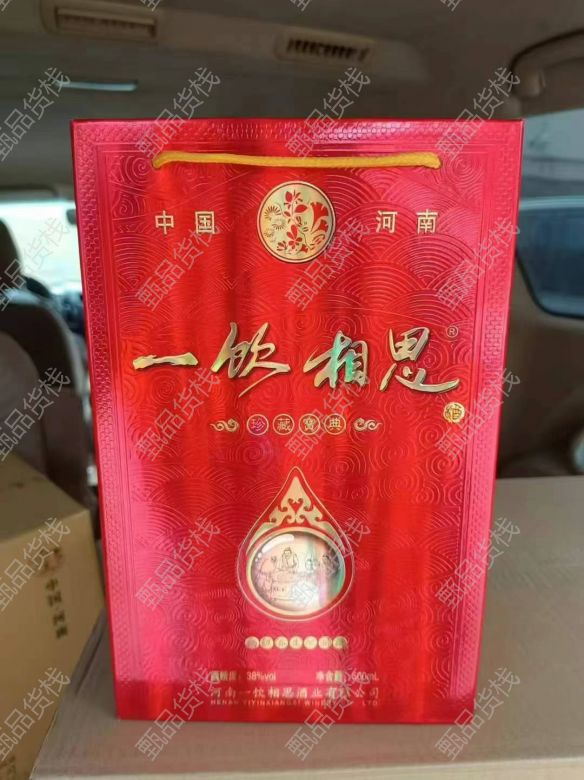 中国 河南
一饮相思®
酒
珍藏寶典
酒精度：38%vol 净含量：500mL
河南一饮相思酒业有限公司
HENAN YIYINXIANGSI WINE
LTD
甄品货栈